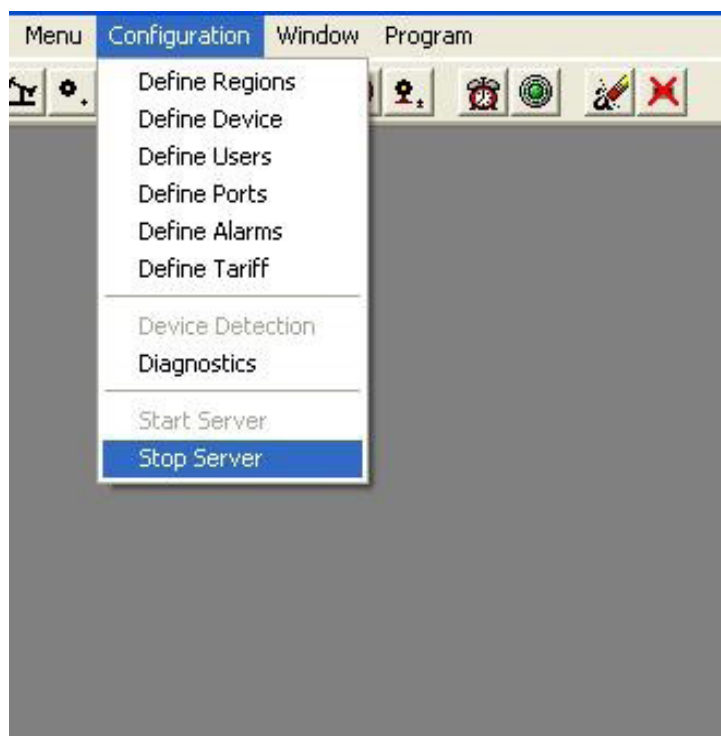 Menu Configuration Window Program
Define Regions
Define Device
Define Users
Define Ports
Define Alarms
Define Tariff
Device Detection
Diagnostics
Start Server
Stop Server